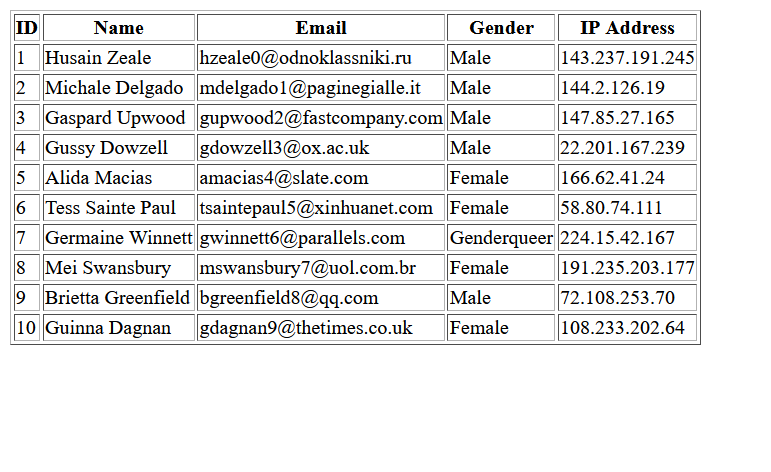 ID Name Email Gender IP Address
1 Husain Zeale hzeale0@odnoklassniki.ru Male 143.237.191.245
2 Michale Delgado mdelgado1@paginegialle.it Male 144.2.126.19
3 Gaspard Upwood gupwood2@fastcompany.com Male 147.85.27.165
4 Gussy Dowzell gdowzell3@ox.ac.uk Male 22.201.167.239
5 Alida Macias amacias4@slate.com Female 166.62.41.24
6 Tess Sainte Paul tsaintepaul5@xinhuanet.com Female 58.80.74.111
7 Germaine Winnett gwinnett6@parallels.com Genderqueer 224.15.42.167
8 Mei Swansbury mswansbury7@uol.com.br Female 191.235.203.177
9 Brietta Greenfield bgreenfield8@qq.com Male 72.108.253.70
10 Guinna Dagnan gdagnan9@thetimes.co.uk Female 108.233.202.64